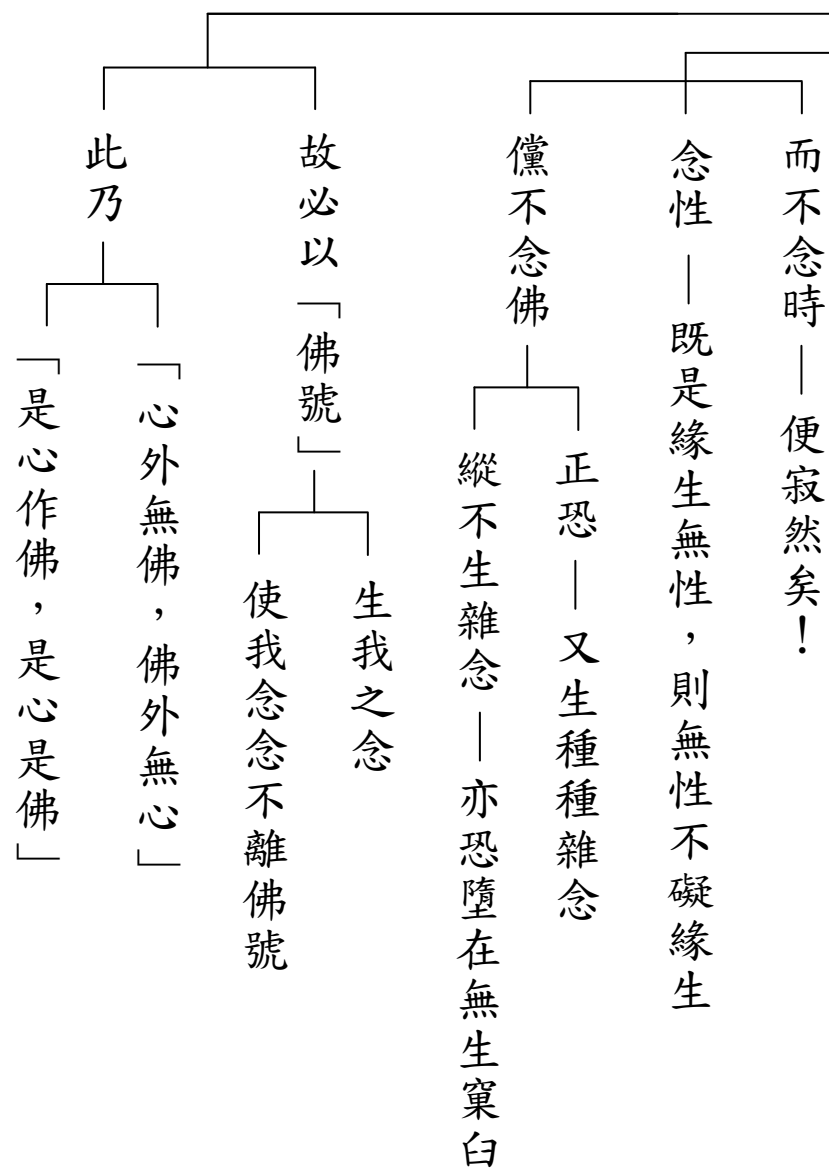 而不念時—便寂然矣！
念性—既是緣生無性，則無性不礙緣生
儻不念佛
正恐—又生種種雜念
縱不生雜念—亦恐墮在無生窠臼
故必以「佛號」
生我之念
使我念念不離佛號
此乃
「心外無佛，佛外無心」
「是心作佛，是心是佛」